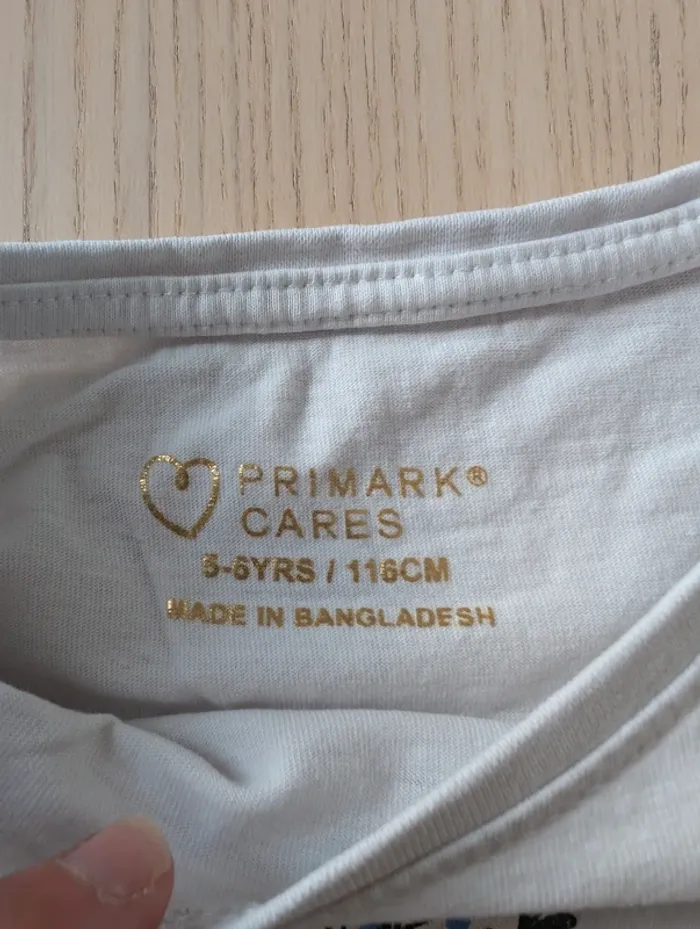 PRIMARK®
CARES
5-6YRS / 116CM
MADE IN BANGLADESH